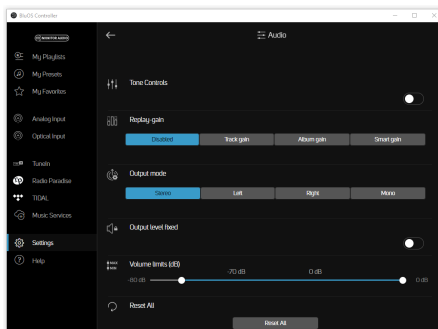 BluOS Controller
MONITOR AUDIO
My Playlists
My Presets
My Favorites
Analog Input
Optical Input
TuneIn
Radio Paradise
TIDAL
Music Services
Settings
Help
Audio
Tone Controls
Replay-gain
Disabled Track gain Album gain Smart gain
Output mode
Stereo Left Right Mono
Output level fixed
Volume limits (dB)
-70 dB 0 dB
-80 dB 0 dB
Reset All
Reset All